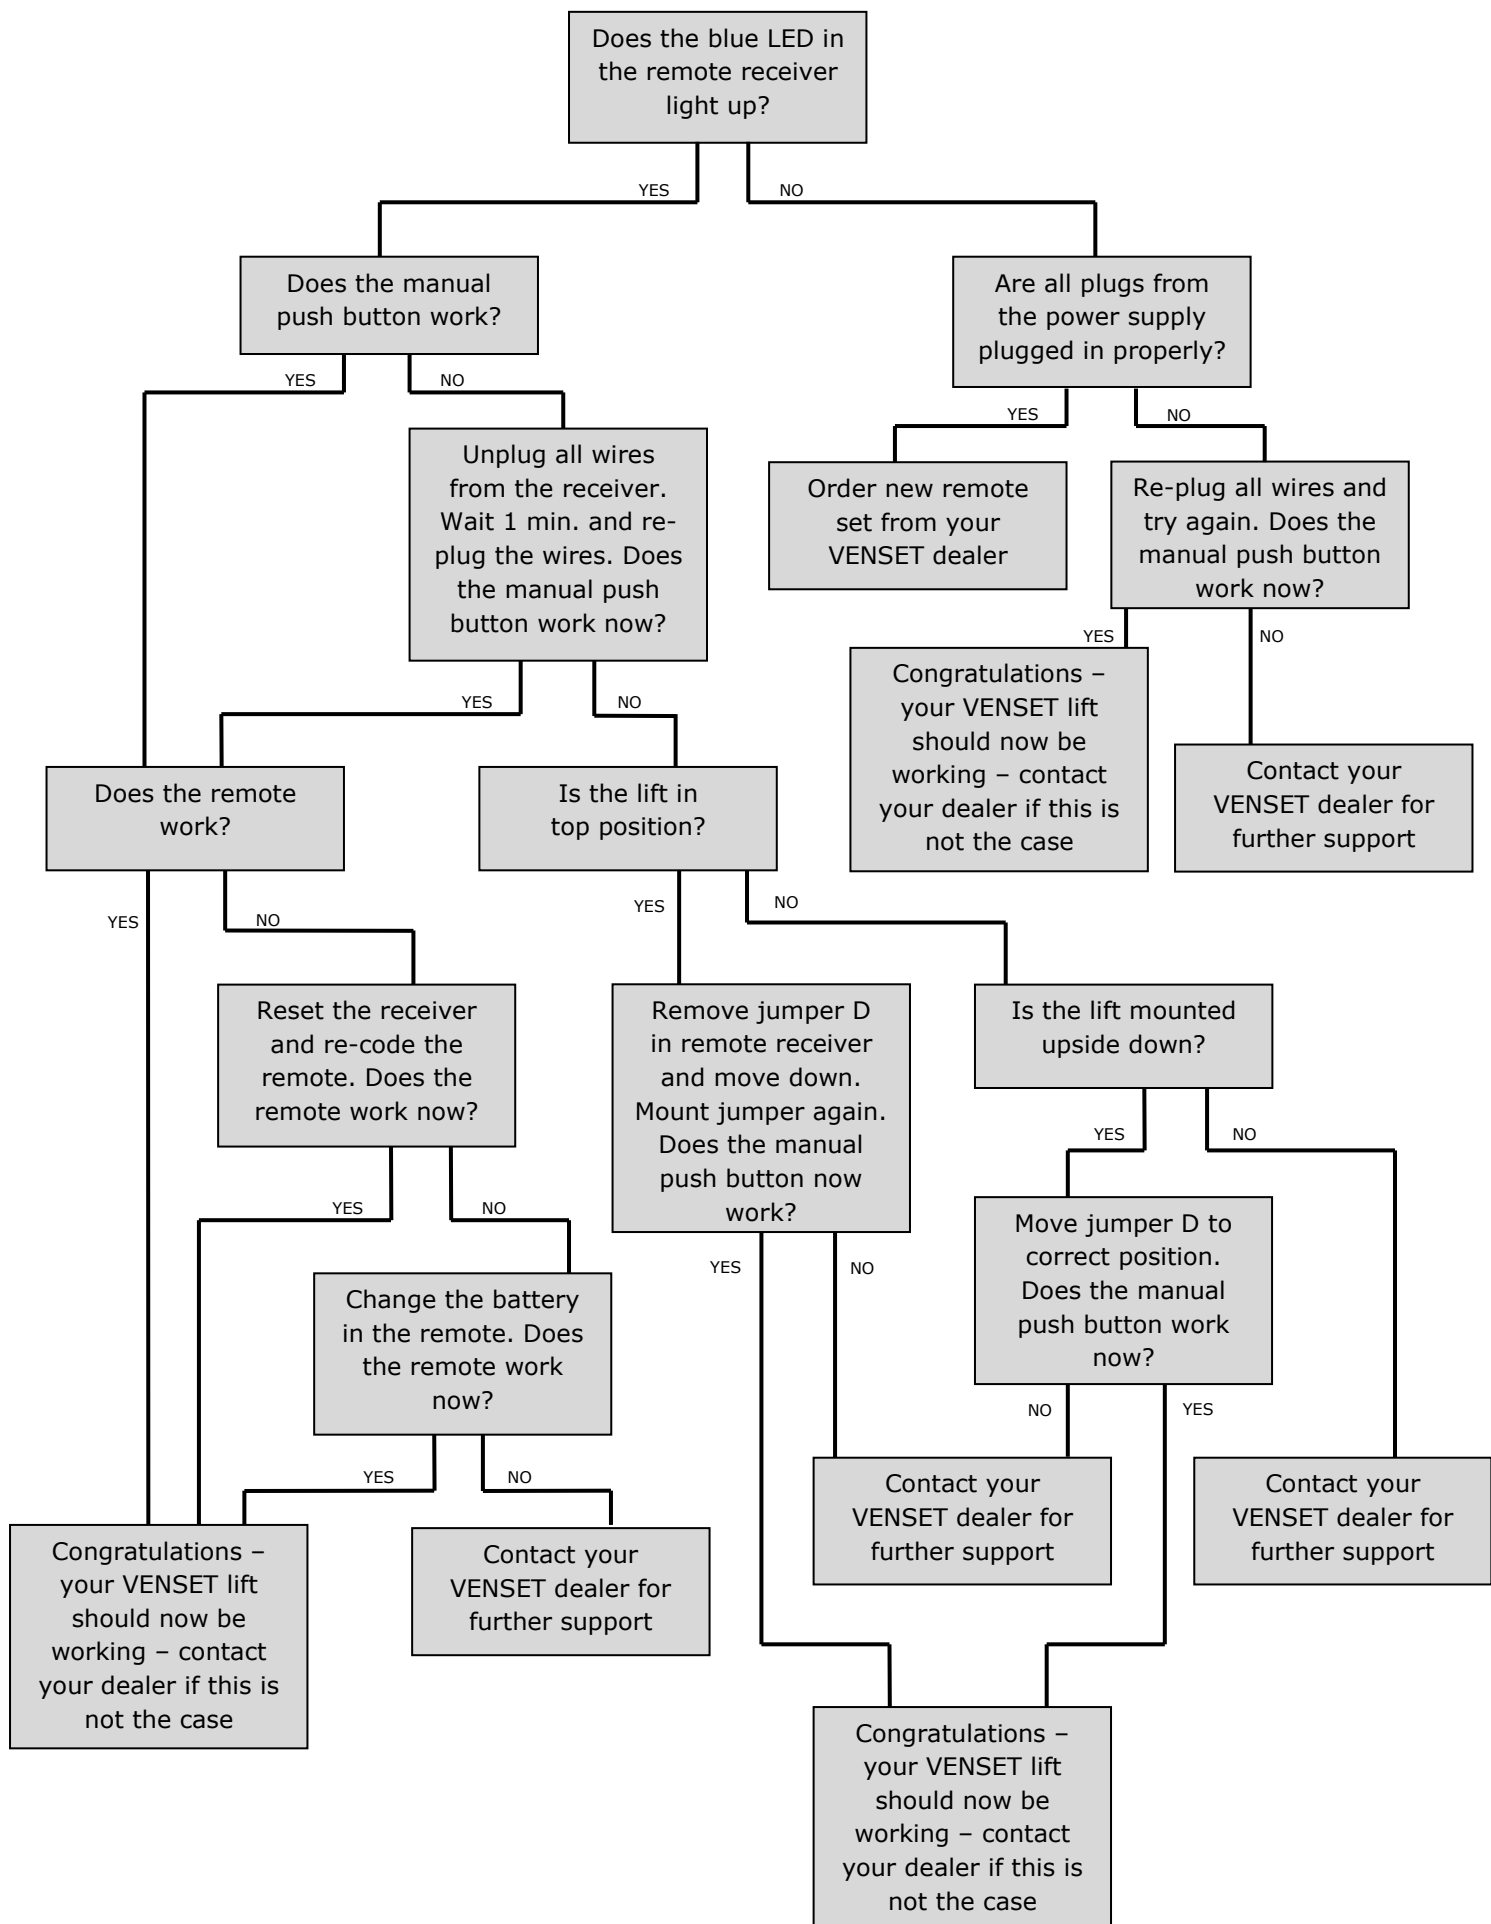 Does the blue LED in
the remote receiver
light up?
YES
NO
Does the manual
push button work?
Are all plugs from
the power supply
plugged in properly?
YES
NO
YES
NO
Unplug all wires
from the receiver.
Wait 1 min. and re-
plug the wires. Does
the manual push
button work now?
Order new remote
set from your
VENSET dealer
Re-plug all wires and
try again. Does the
manual push button
work now?
YES
NO
Congratulations –
your VENSET lift
should now be
working – contact
your dealer if this is
not the case
Contact your
VENSET dealer for
further support
YES
NO
Does the remote
work?
Is the lift in
top position?
YES
NO
YES
NO
Reset the receiver
and re-code the
remote. Does the
remote work now?
Remove jumper D
in remote receiver
and move down.
Mount jumper again.
Does the manual
push button now
work?
Is the lift mounted
upside down?
YES
NO
YES
NO
Move jumper D to
correct position.
Does the manual
push button work
now?
YES
NO
Change the battery
in the remote. Does
the remote work
now?
NO
YES
YES
NO
Contact your
VENSET dealer for
further support
Contact your
VENSET dealer for
further support
Congratulations –
your VENSET lift
should now be
working – contact
your dealer if this is
not the case
Contact your
VENSET dealer for
further support
Congratulations –
your VENSET lift
should now be
working – contact
your dealer if this is
not the case